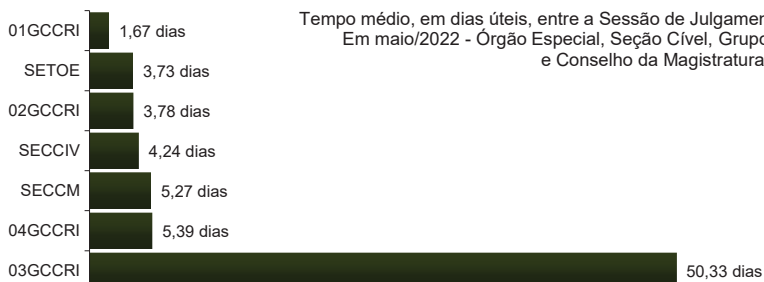 Tempo médio, em dias úteis, entre a Sessão de
Em maio/2022 - Órgão Especial, Seção Cível,
e Conselho da Magistratura
01GCCRI 1,67 dias
SETOE 3,73 dias
02GCCRI 3,78 dias
SECCIV 4,24 dias
SECCM 5,27 dias
04GCCRI 5,39 dias
03GCCRI 50,33 dias